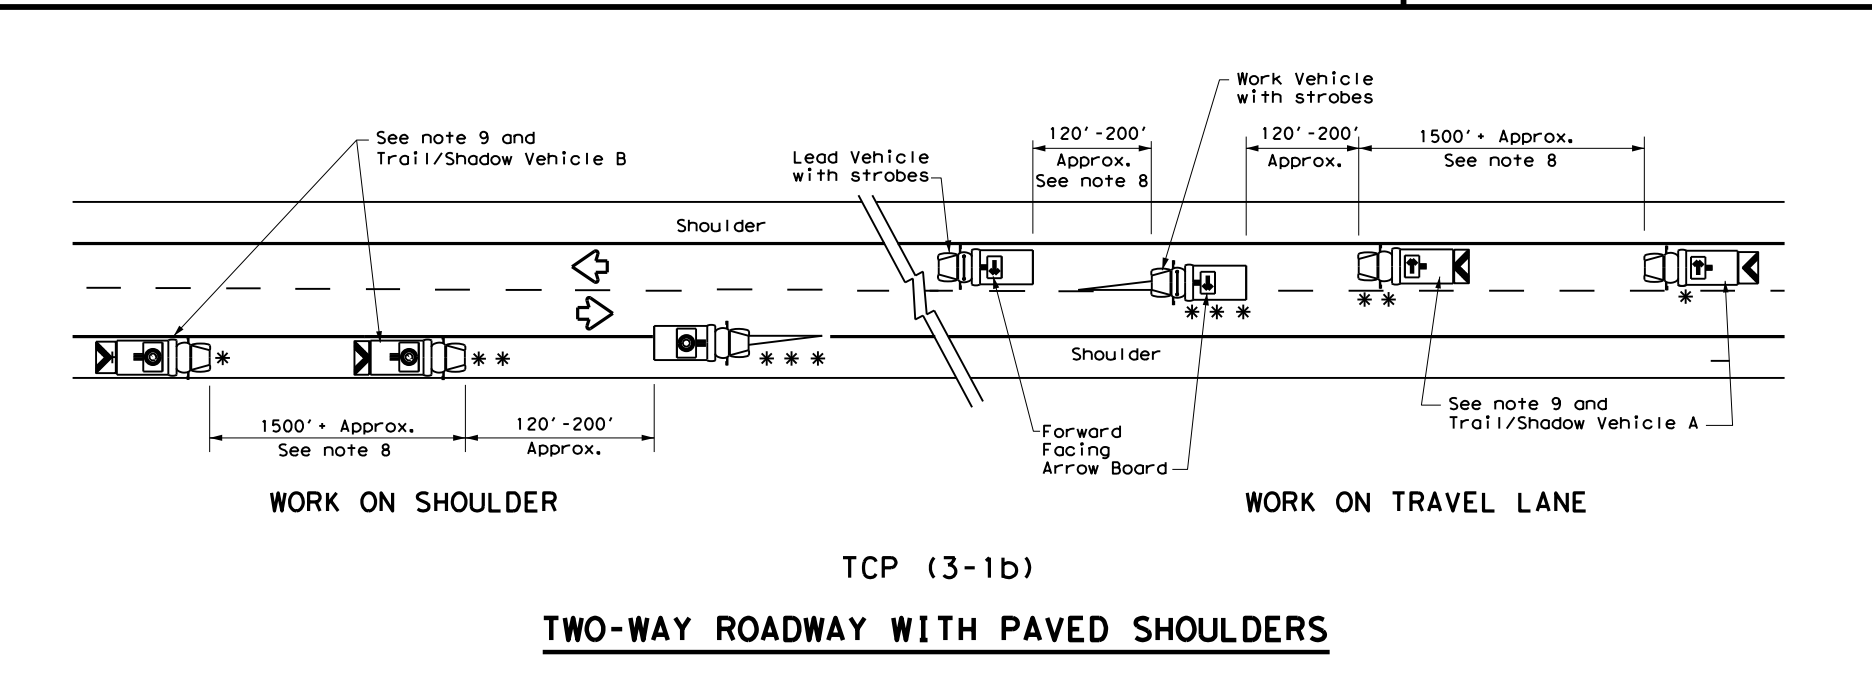 Work Vehicle
with strobes
See note 9 and
Trail/Shadow Vehicle B
Lead Vehicle
with strobes
120'-200'
Approx.
See note 8
120'-200'
Approx.
1500'+ Approx.
See note 8
Shoulder
Shoulder
* * *
* *
*
*
* *
* * *
1500'+ Approx.
See note 8
120'-200'
Approx.
Forward
Facing
Arrow Board
See note 9 and
Trail/Shadow Vehicle A
WORK ON SHOULDER
WORK ON TRAVEL LANE
TCP (3-1b)
TWO-WAY ROADWAY WITH PAVED SHOULDERS